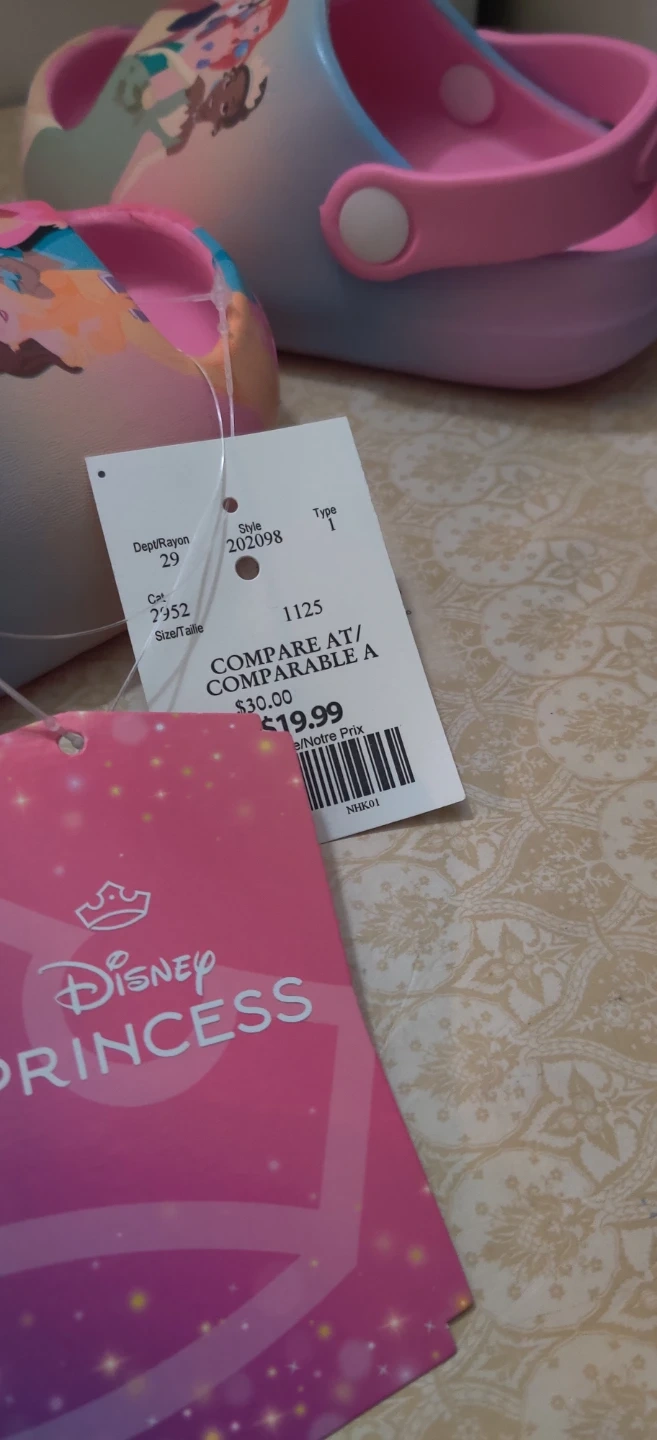 Dept/Rayon Style Type
29 202098 1
Cat
2952 1125
Size/Taille
COMPARE AT/
COMPARABLE A
$30.00
$19.99
e/Notre Prix
NHK01
DISNEY
PRINCESS